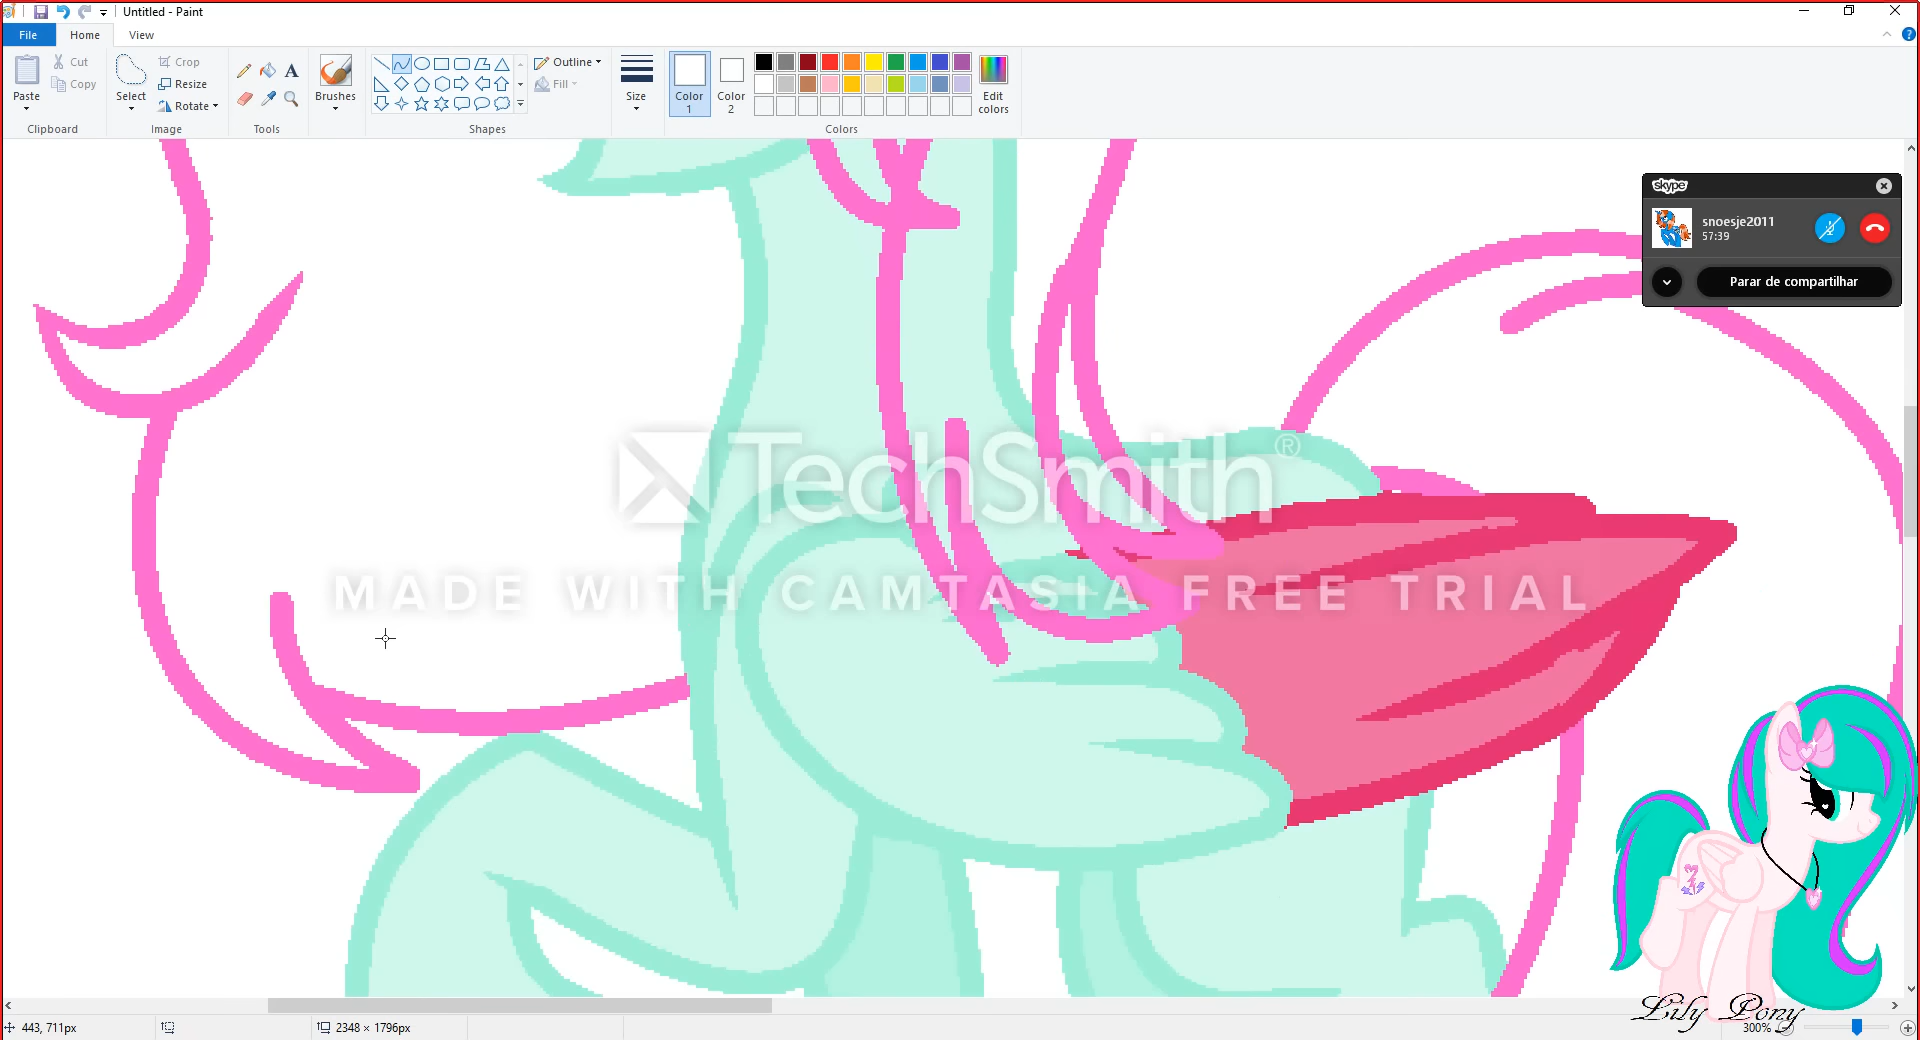 Untitled - Paint
File Home View
Cut
Crop
Copy
Resize
Rotate
Paste
Select
Brushes
Outline
Fill
Size
Color 1
Color 2
Edit colors
Clipboard
Image
Tools
Shapes
Colors
skype
snoesje2011
57:39
Parar de compartilhar
TechSmith®
MADE WITH CAMTASIA FREE TRIAL
Lily Pony
443, 711px
2348 × 1796px
300%